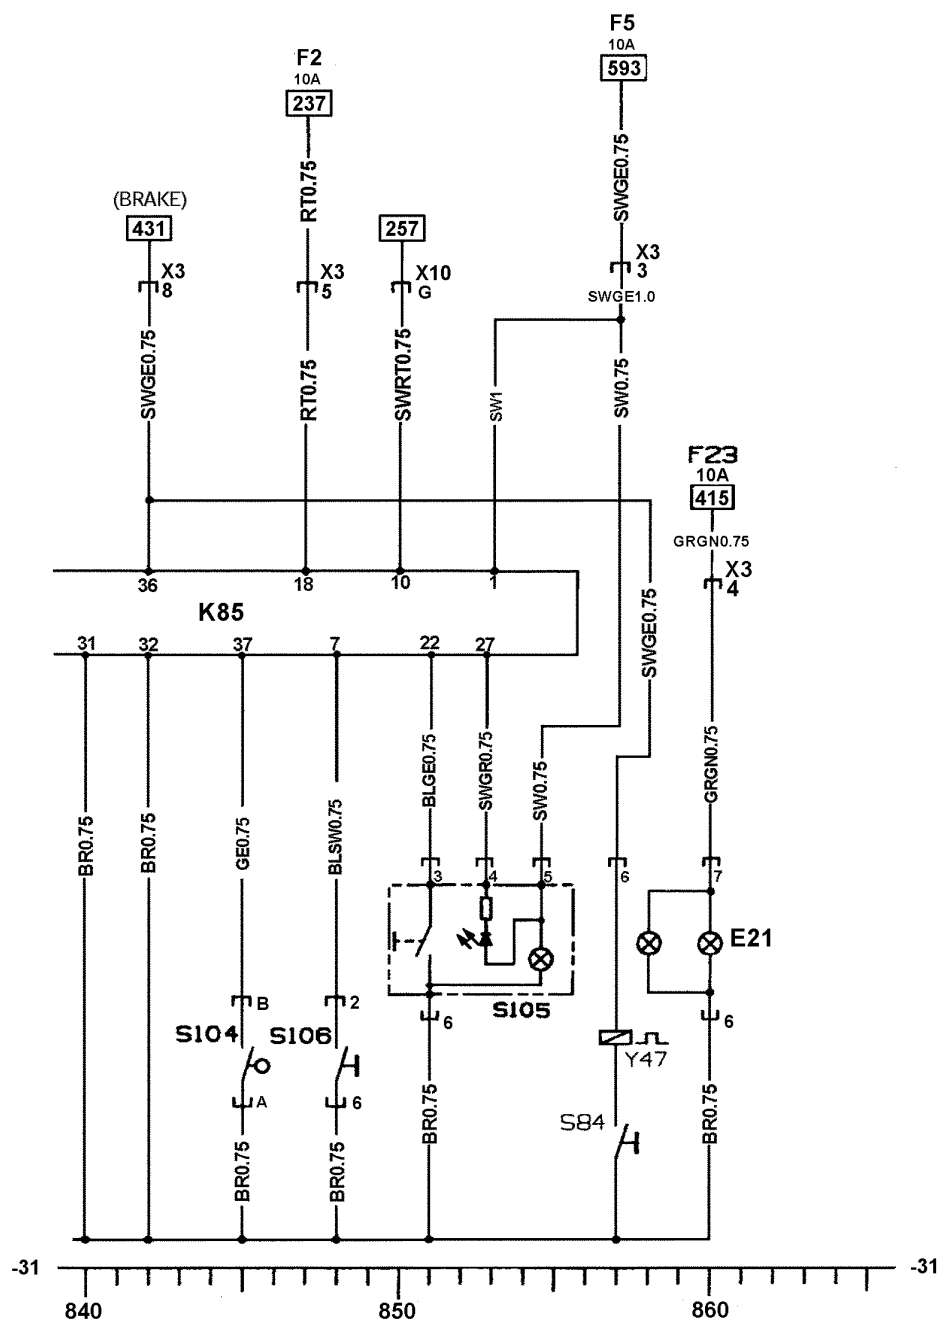 F5
10A
593
F2
10A
237
(BRAKE)
431
257
SWGE0.75
RT0.75
X3
8
X3
5
X10
G
X3
3
SWGE1.0
SWGE0.75
RT0.75
SWRT0.75
SW1
SW0.75
F23
10A
415
GRGN0.75
X3
4
36
18
10
1
K85
31
32
37
7
22
27
SWGE0.75
BR0.75
BR0.75
GE0.75
BLSW0.75
BLGE0.75
SWGR0.75
SW0.75
GRGN0.75
3
4
5
6
7
E21
B
2
S105
S104
S106
6
6
Y47
A
6
S84
BR0.75
BR0.75
BR0.75
BR0.75
-31
-31
840
850
860